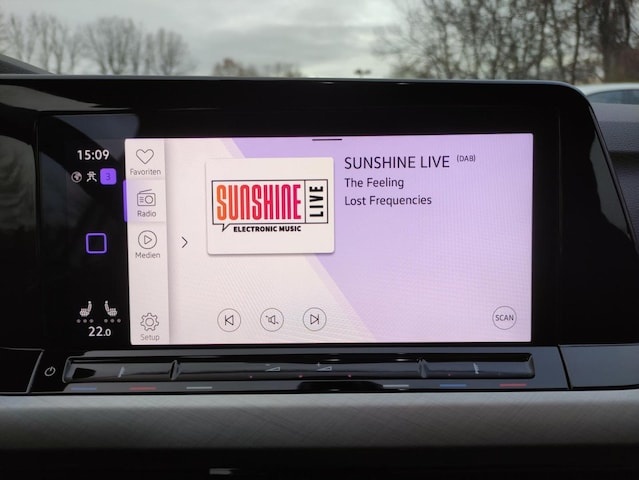 15:09
3
22.0
Favoriten
Radio
Medien
Setup
SUNSHINE
LIVE
ELECTRONIC MUSIC
SUNSHINE LIVE (DAB)
The Feeling
Lost Frequencies
SCAN